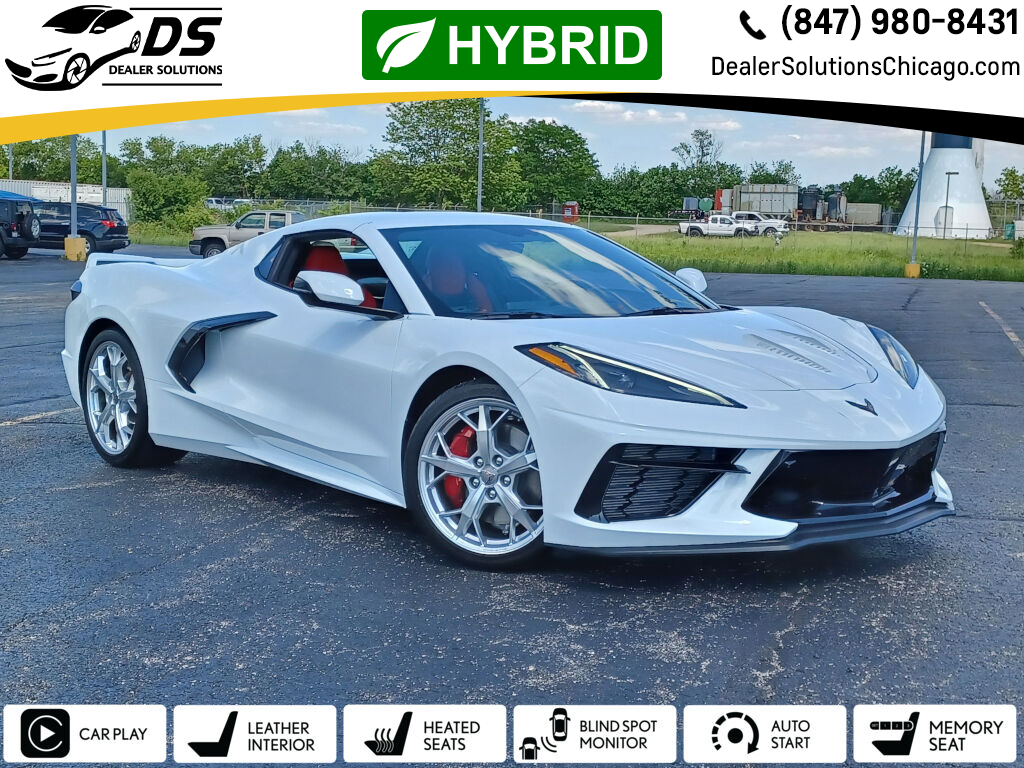 DS
DEALER SOLUTIONS
HYBRID
(847) 980-8431
DealerSolutionsChicago.com
CAR PLAY
LEATHER
INTERIOR
HEATED
SEATS
BLIND SPOT
MONITOR
AUTO
START
MEMORY
SEAT